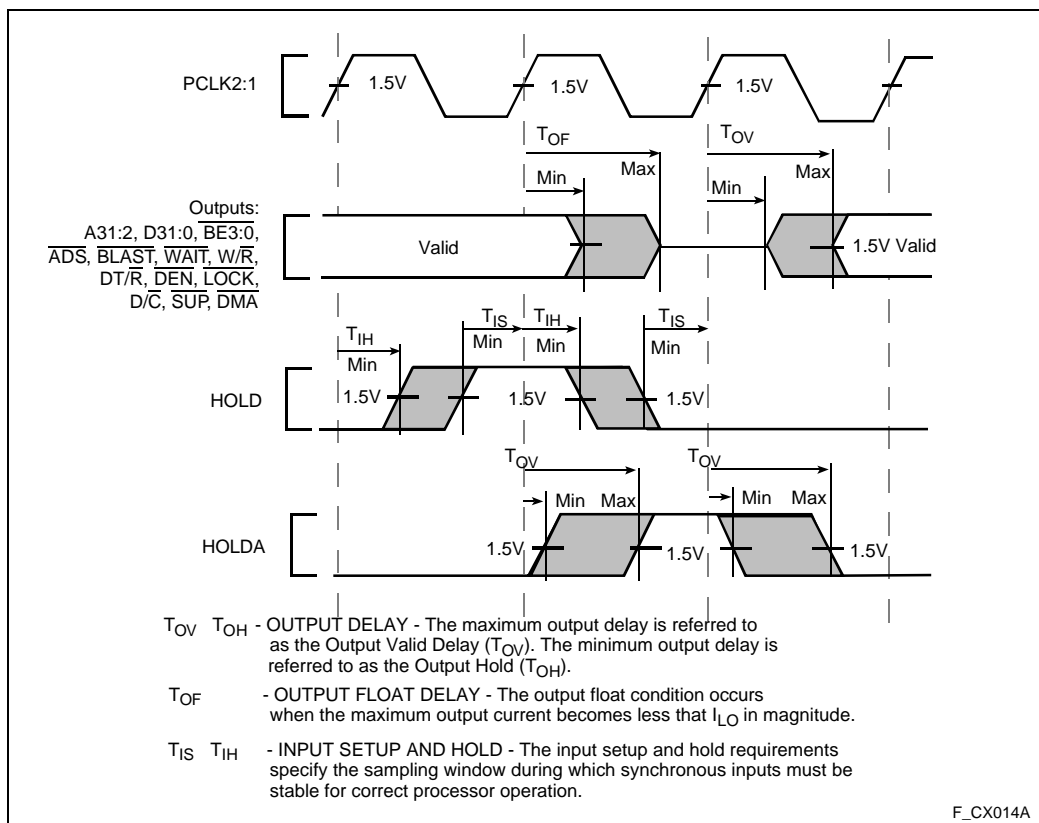 PCLK2:1
1.5V 1.5V 1.5V
TOF TOV
Max Max
Min Min
Outputs:
A31:2, D31:0, BE3:0,
ADS, BLAST, WAIT, W/R,
DT/R, DEN, LOCK,
D/C, SUP, DMA
Valid 1.5V Valid
TIH TIS TIH TIS
Min Min Min Min
HOLD
1.5V 1.5V 1.5V
TOV TOV
Min Max Min Max
HOLDA
1.5V 1.5V 1.5V
TOV TOH - OUTPUT DELAY - The maximum output delay is referred to
as the Output Valid Delay (TOV). The minimum output delay is
referred to as the Output Hold (TOH).
TOF - OUTPUT FLOAT DELAY - The output float condition occurs
when the maximum output current becomes less that ILO in magnitude.
TIS TIH - INPUT SETUP AND HOLD - The input setup and hold requirements
specify the sampling window during which synchronous inputs must be
stable for correct processor operation.
F_CX014A